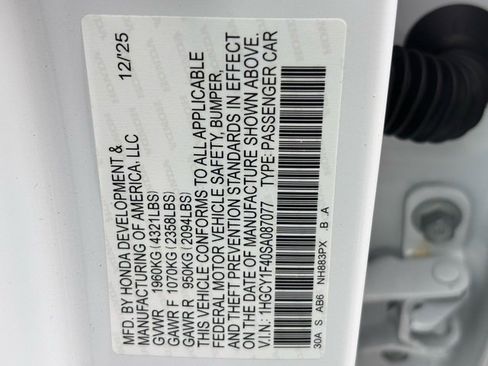 MFD. BY HONDA DEVELOPMENT & 12/'25
MANUFACTURING OF AMERICA. LLC
GVWR 1960KG(4321LBS)
GAWR F 1070KG(2358LBS)
GAWR R 950KG(2094LBS)
THIS VEHICLE CONFORMS TO ALL APPLICABLE
FEDERAL MOTOR VEHICLE SAFETY, BUMPER,
AND THEFT PREVENTION STANDARDS IN EFFECT
ON THE DATE OF MANUFACTURE SHOWN ABOVE.
V.I.N.: 1HGCY1F40SA087077 TYPE: PASSENGER CAR
30A S AB6 NH883PX B A